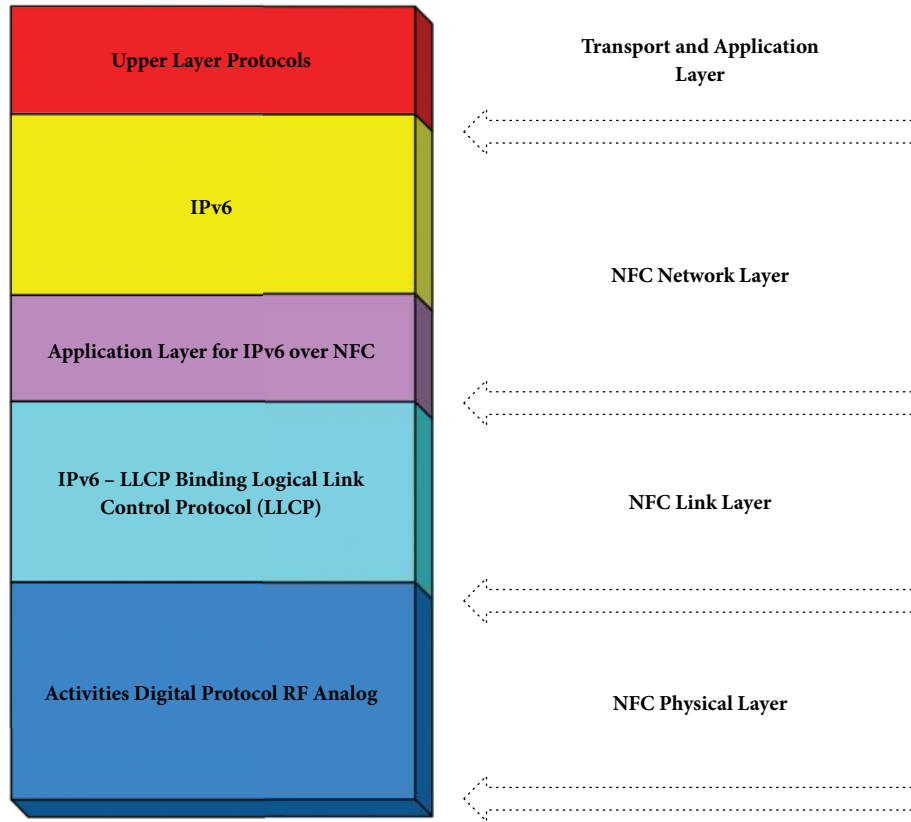 Upper Layer Protocols
Transport and Application
Layer
IPv6
NFC Network Layer
Application Layer for IPv6 over NFC
IPv6 – LLCP Binding Logical Link
Control Protocol (LLCP)
NFC Link Layer
Activities Digital Protocol RF Analog
NFC Physical Layer